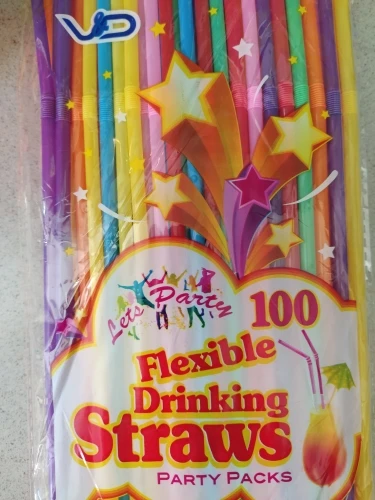 VD
Lets Party
100
Flexible
Drinking
Straws
PARTY PACKS